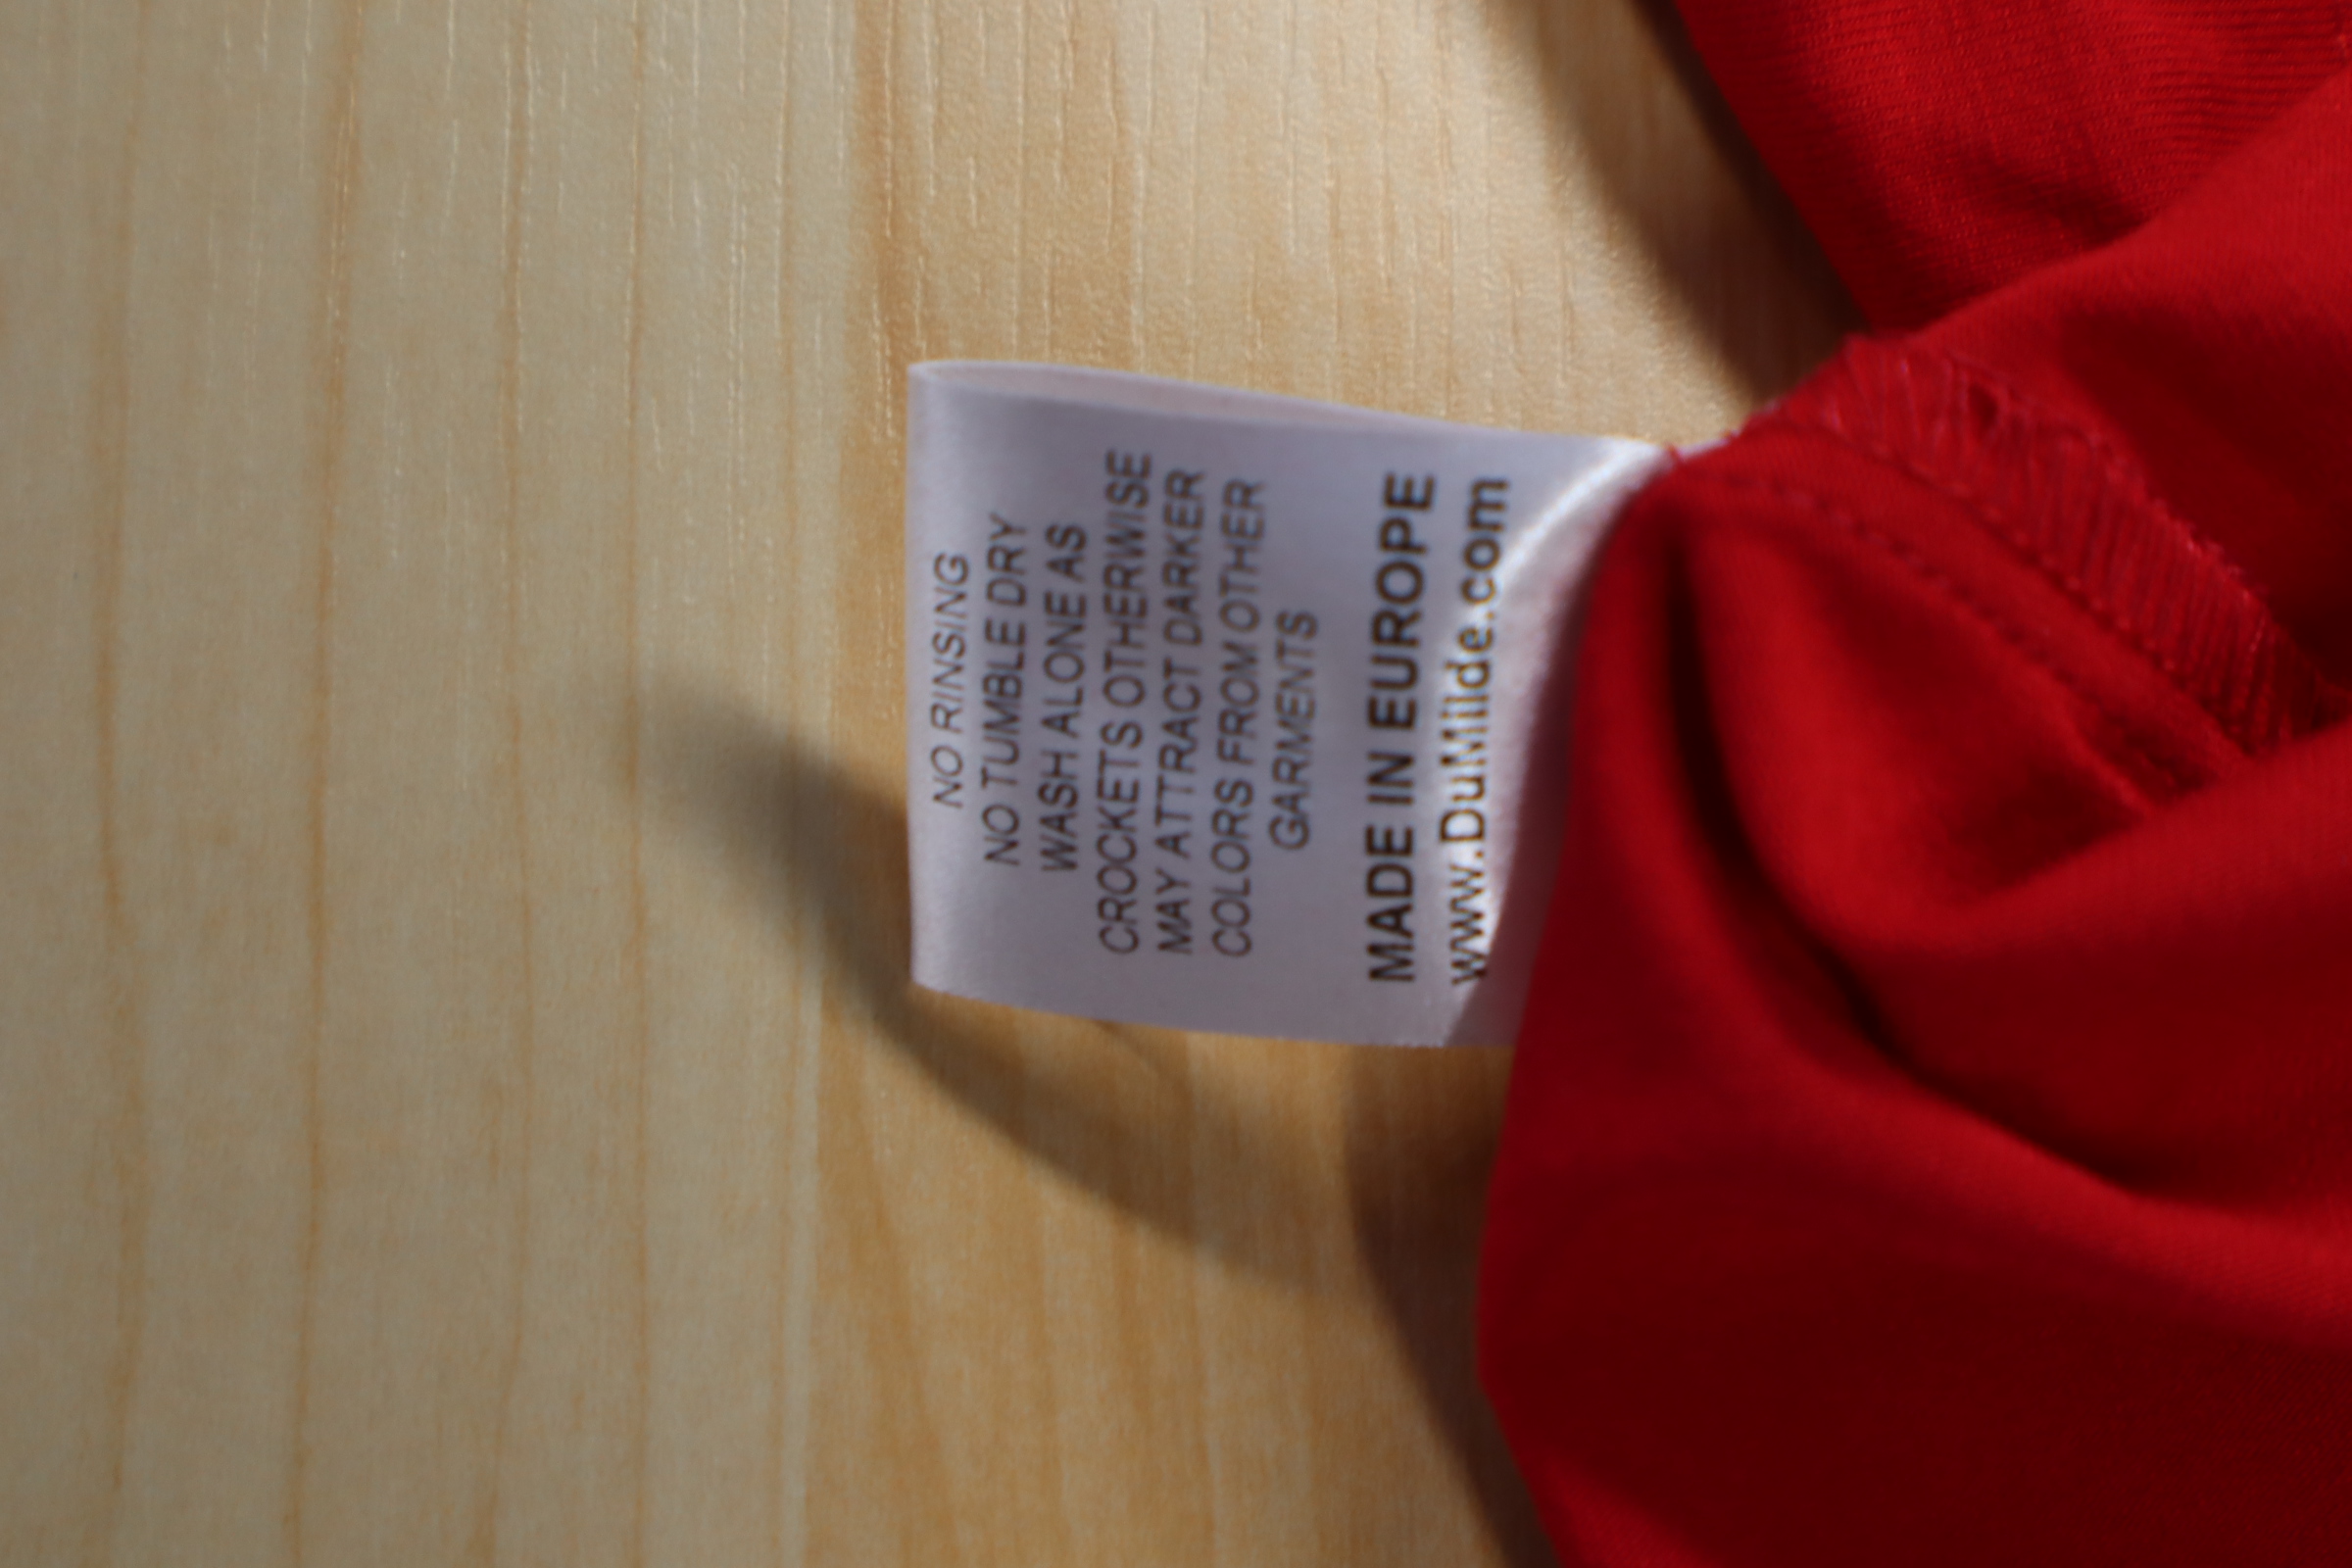 NO RINSING
NO TUMBLE DRY
WASH ALONE AS
CROCKETS OTHERWISE
MAY ATTRACT DARKER
COLORS FROM OTHER
GARMENTS
MADE IN EUROPE
www.DuMilde.com